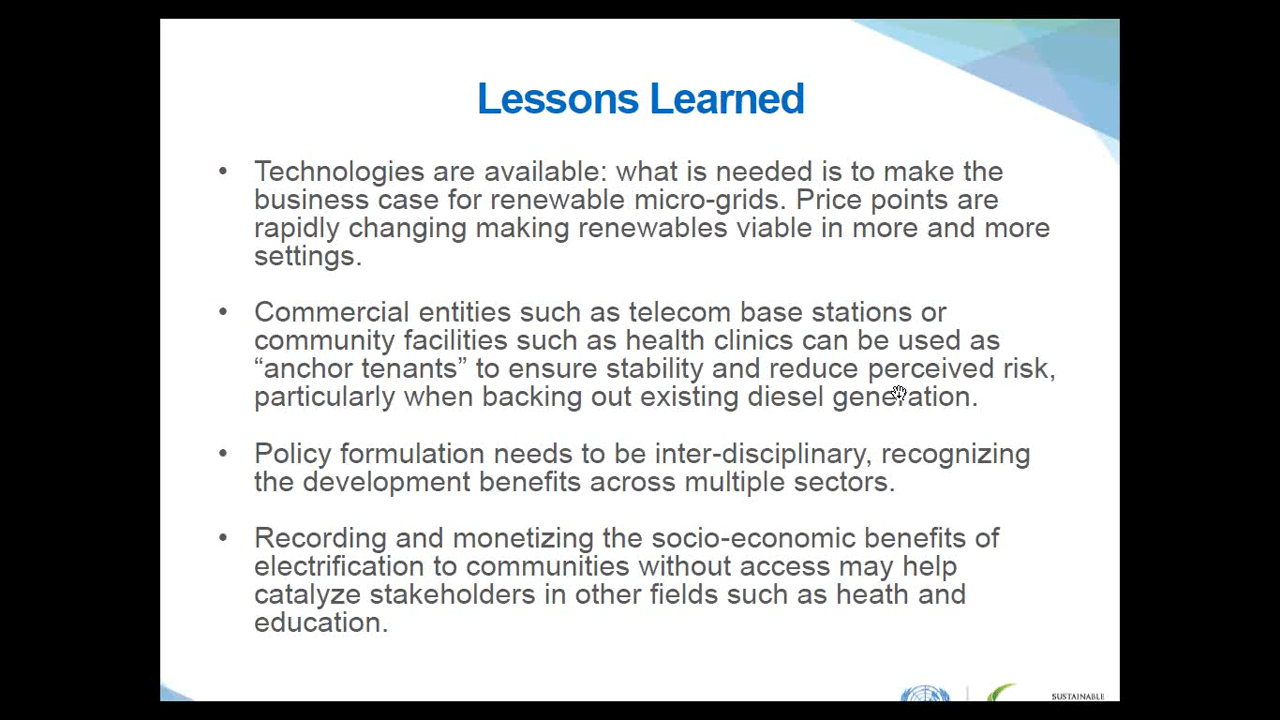 Lessons Learned
• Technologies are available: what is needed is to make the
business case for renewable micro-grids. Price points are
rapidly changing making renewables viable in more and more
settings.
• Commercial entities such as telecom base stations or
community facilities such as health clinics can be used as
“anchor tenants” to ensure stability and reduce perceived risk,
particularly when backing out existing diesel generation.
• Policy formulation needs to be inter-disciplinary, recognizing
the development benefits across multiple sectors.
• Recording and monetizing the socio-economic benefits of
electrification to communities without access may help
catalyze stakeholders in other fields such as heath and
education.
SUSTAINABLE